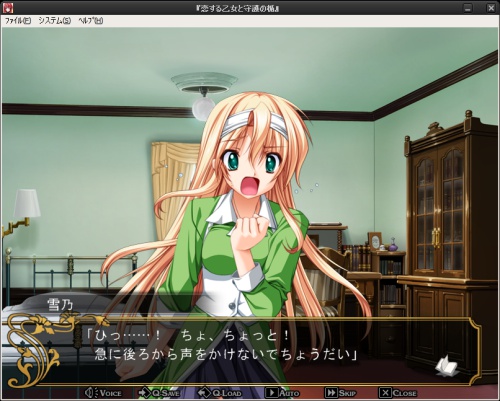 『恋する乙女と守護の楯』
ファイル(F) システム(S) ヘルプ(H)
雪乃
「ひっ……！　ちょ、ちょっと！
急に後ろから声をかけないでちょうだい」
VOICE Q.SAVE Q.LOAD AUTO SKIP CLOSE